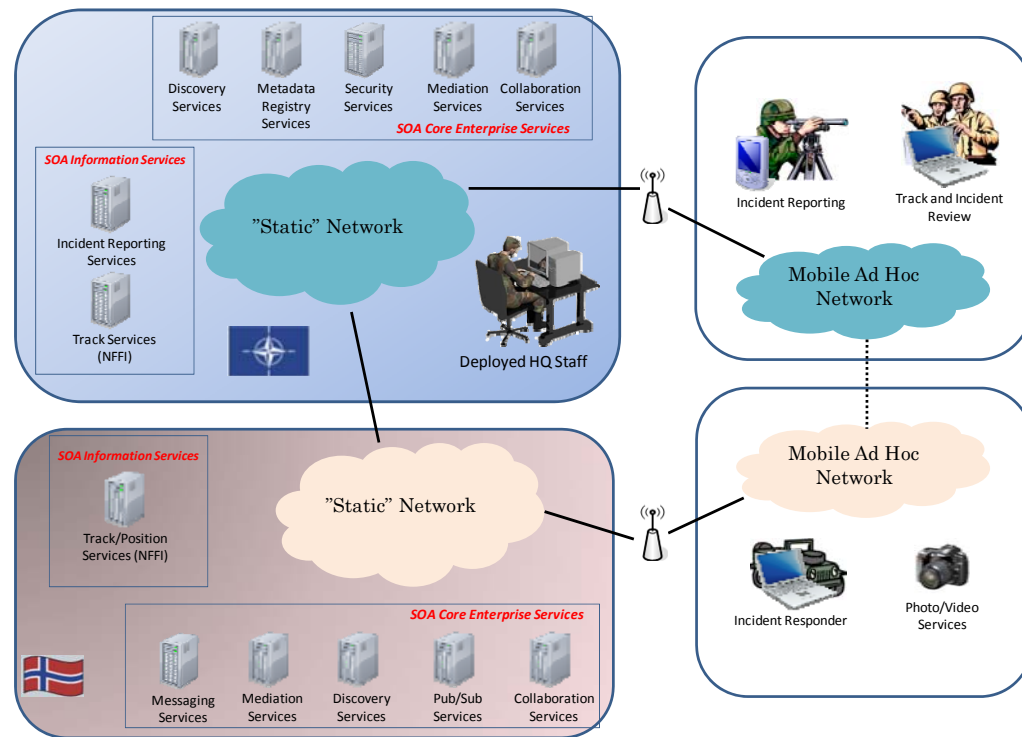 Discovery
Services
Metadata
Registry
Services
Security
Services
Mediation
Services
Collaboration
Services
SOA Core Enterprise Services
SOA Information Services
Incident Reporting
Services
Track Services
(NFFI)
”Static” Network
Deployed HQ Staff
Incident Reporting
Track and Incident
Review
Mobile Ad Hoc
Network
SOA Information Services
Track/Position
Services (NFFI)
”Static” Network
SOA Core Enterprise Services
Messaging
Services
Mediation
Services
Discovery
Services
Pub/Sub
Services
Collaboration
Services
Mobile Ad Hoc
Network
Incident Responder
Photo/Video
Services